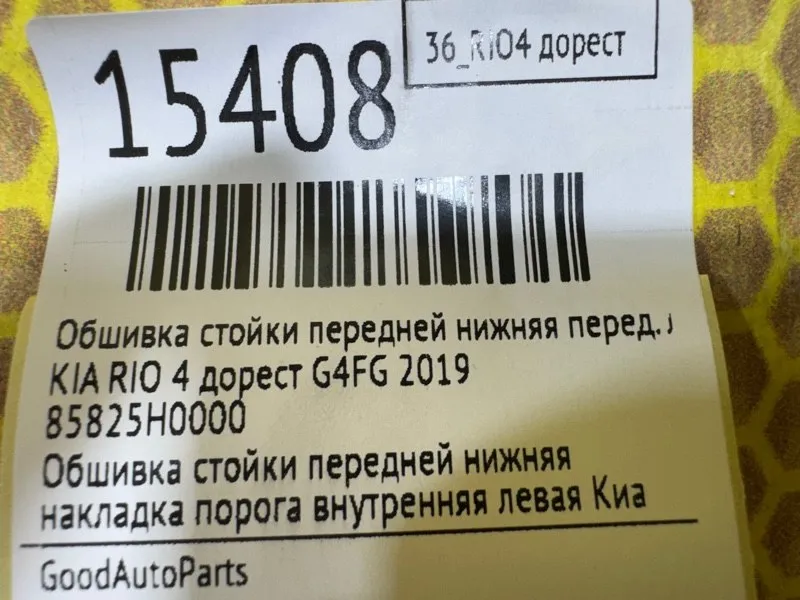 36_RIO4 дорест
15408
Обшивка стойки передней нижняя перед.
KIA RIO 4 дорест G4FG 2019
85825H0000
Обшивка стойки передней нижняя
накладка порога внутренняя левая Киа
GoodAutoParts